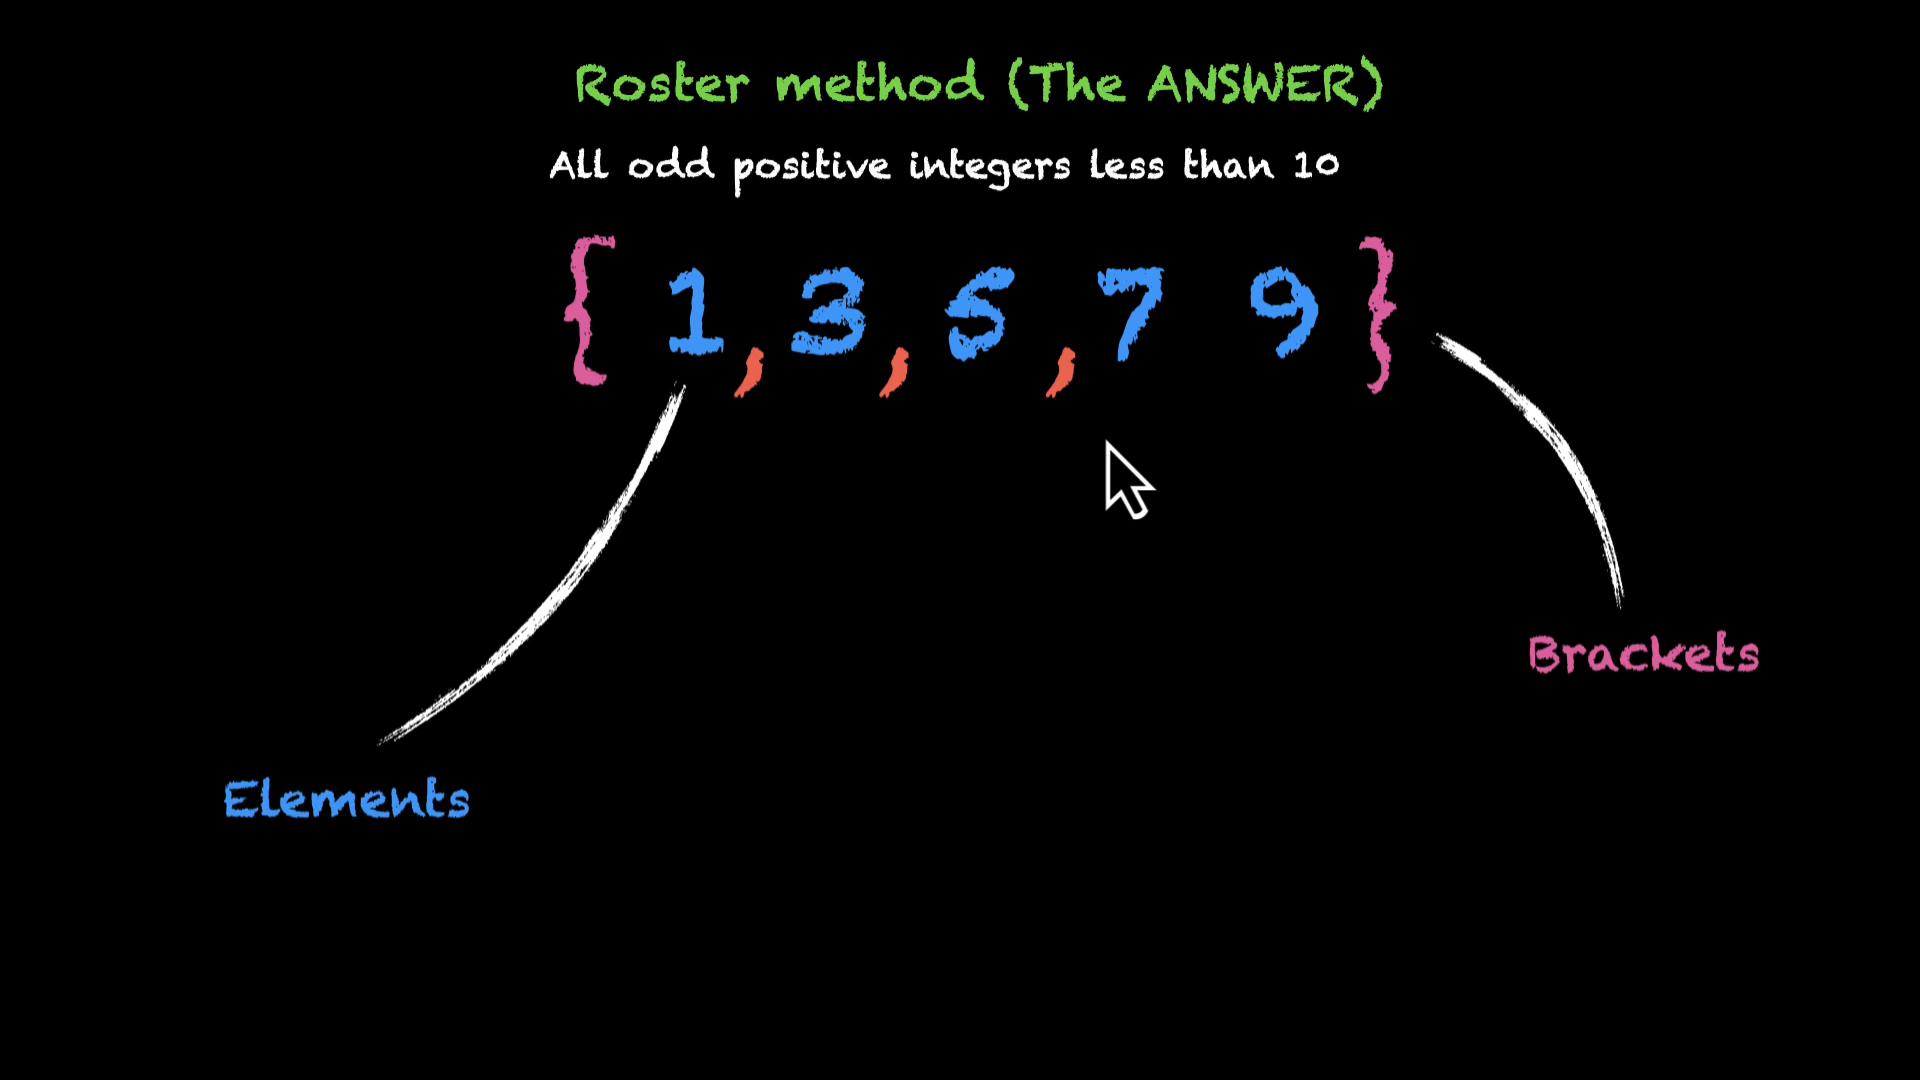 Roster method (The ANSWER)
All odd positive integers less than 10
{ 1, 3, 5, 7 9 }
Brackets
Elements